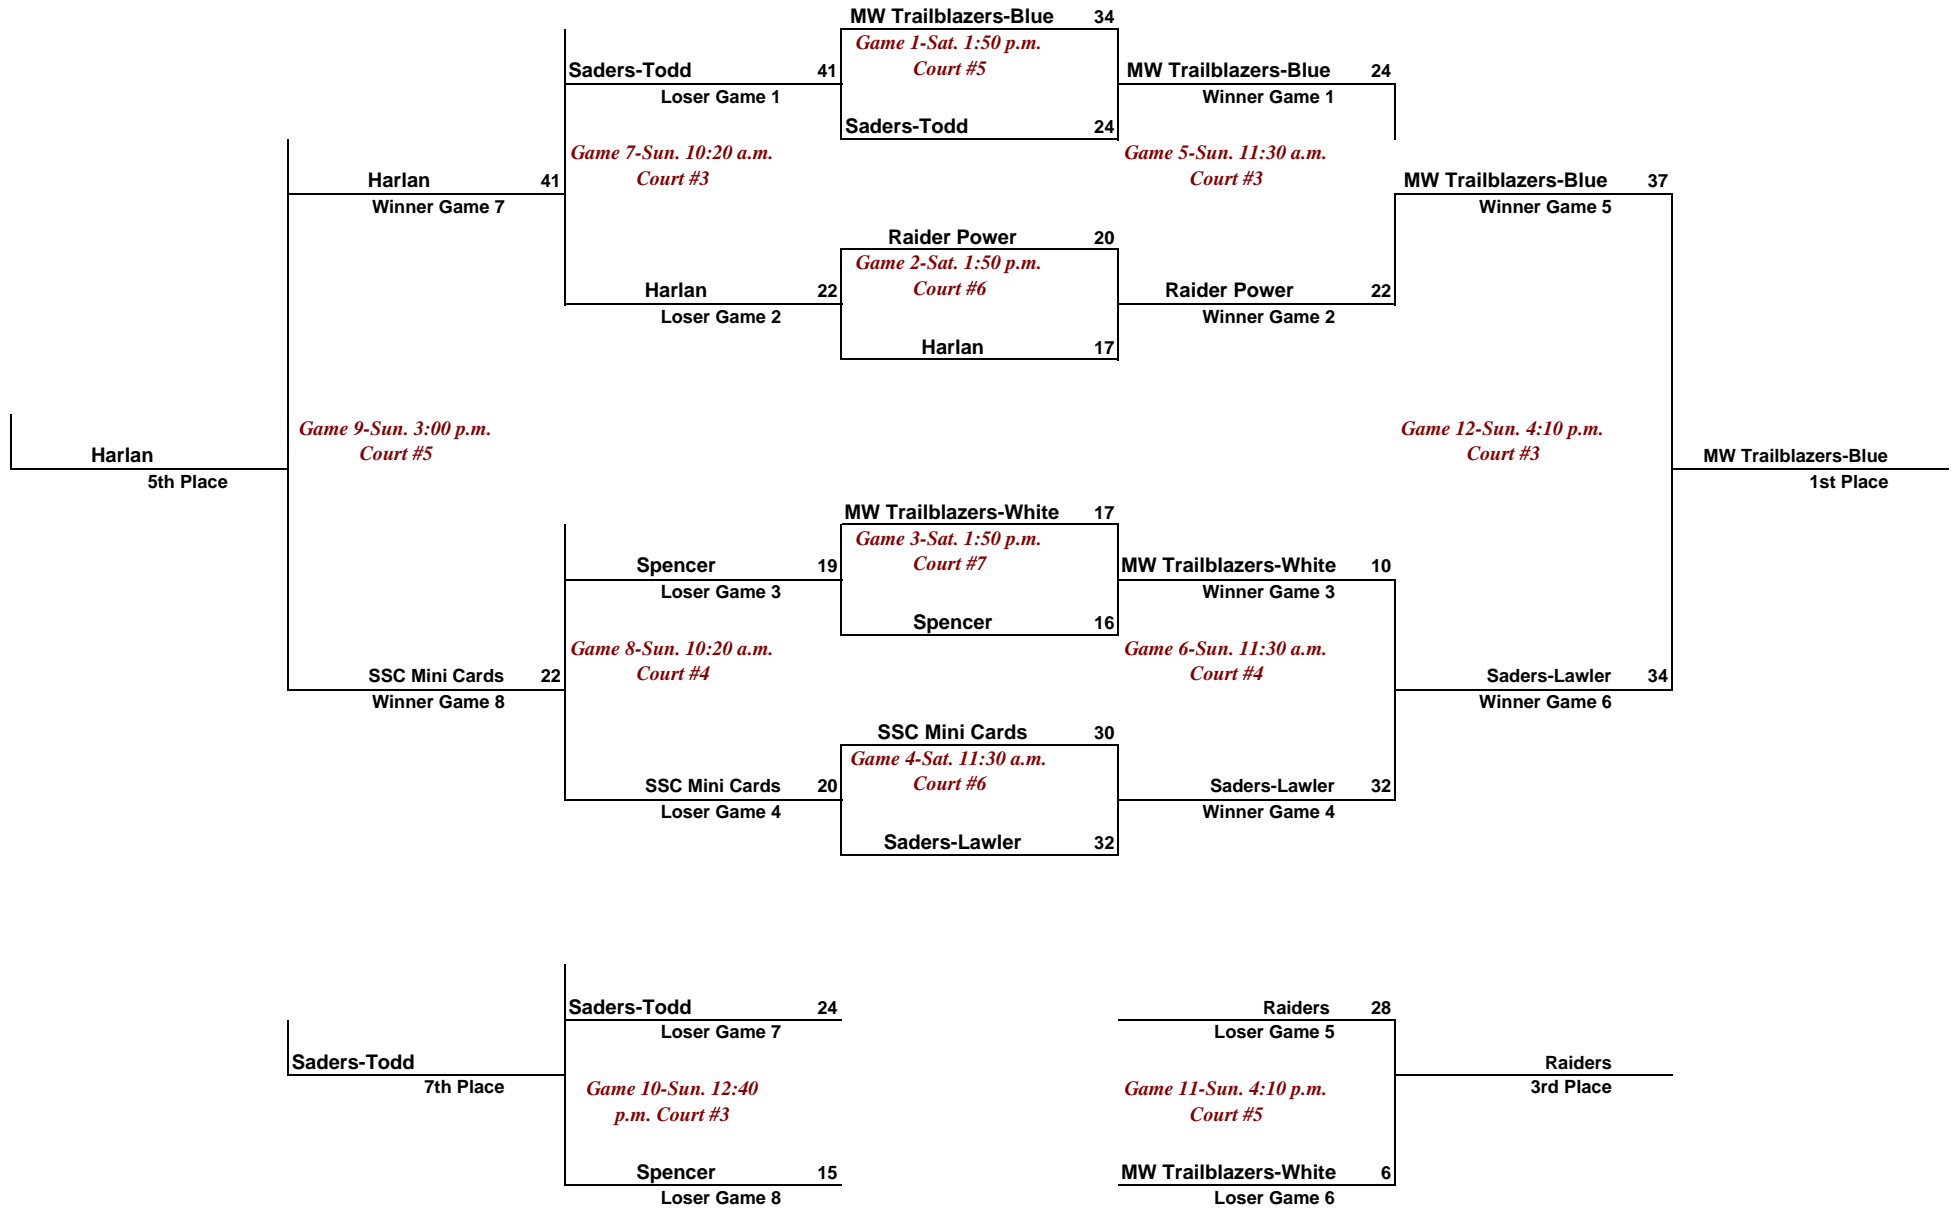 MW Trailblazers-Blue 34
Game 1-Sat. 1:50 p.m.
Court #5
Saders-Todd 41 MW Trailblazers-Blue 24
Loser Game 1 Winner Game 1
Saders-Todd 24
Game 7-Sun. 10:20 a.m. Game 5-Sun. 11:30 a.m.
Court #3 Court #3
Harlan 41 MW Trailblazers-Blue 37
Winner Game 7 Winner Game 5
Raider Power 20
Game 2-Sat. 1:50 p.m.
Court #6
Harlan 22 Raider Power 22
Loser Game 2 Winner Game 2
Harlan 17
Game 9-Sun. 3:00 p.m. Game 12-Sun. 4:10 p.m.
Court #5 Court #3
Harlan MW Trailblazers-Blue
5th Place 1st Place
MW Trailblazers-White 17
Game 3-Sat. 1:50 p.m.
Court #7
Spencer 19 MW Trailblazers-White 10
Loser Game 3 Winner Game 3
Spencer 16
Game 8-Sun. 10:20 a.m. Game 6-Sun. 11:30 a.m.
Court #4 Court #4
SSC Mini Cards 22 Saders-Lawler 34
Winner Game 8 Winner Game 6
SSC Mini Cards 30
Game 4-Sat. 11:30 a.m.
Court #6
SSC Mini Cards 20 Saders-Lawler 32
Loser Game 4 Winner Game 4
Saders-Lawler 32
Saders-Todd 24 Raiders 28
Loser Game 7 Loser Game 5
Saders-Todd Raiders
7th Place 3rd Place
Game 10-Sun. 12:40 Game 11-Sun. 4:10 p.m.
p.m. Court #3 Court #5
Spencer 15 MW Trailblazers-White 6
Loser Game 8 Loser Game 6